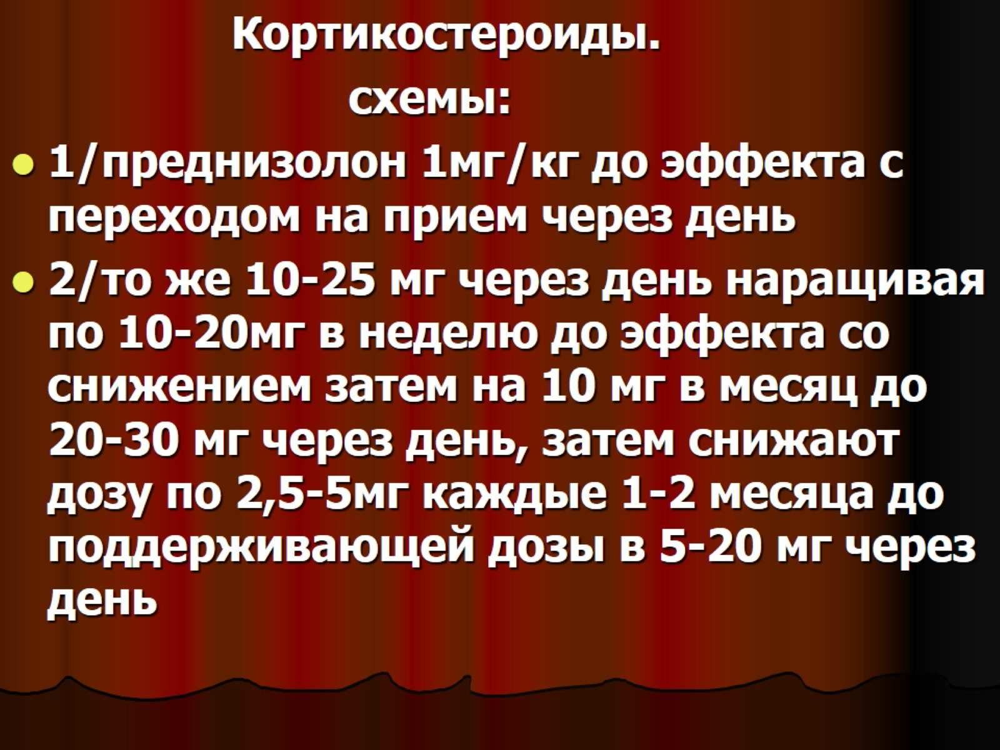 Кортикостероиды.
схемы:
1/преднизолон 1мг/кг до эффекта с
переходом на прием через день
2/то же 10-25 мг через день наращивая
по 10-20мг в неделю до эффекта со
снижением затем на 10 мг в месяц до
20-30 мг через день, затем снижают
дозу по 2,5-5мг каждые 1-2 месяца до
поддерживающей дозы в 5-20 мг через
день